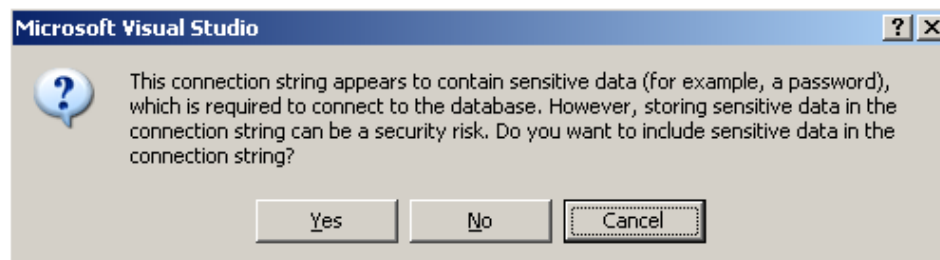 Microsoft Visual Studio
This connection string appears to contain sensitive data (for example, a password),
which is required to connect to the database. However, storing sensitive data in the
connection string can be a security risk. Do you want to include sensitive data in the
connection string?
Yes No Cancel